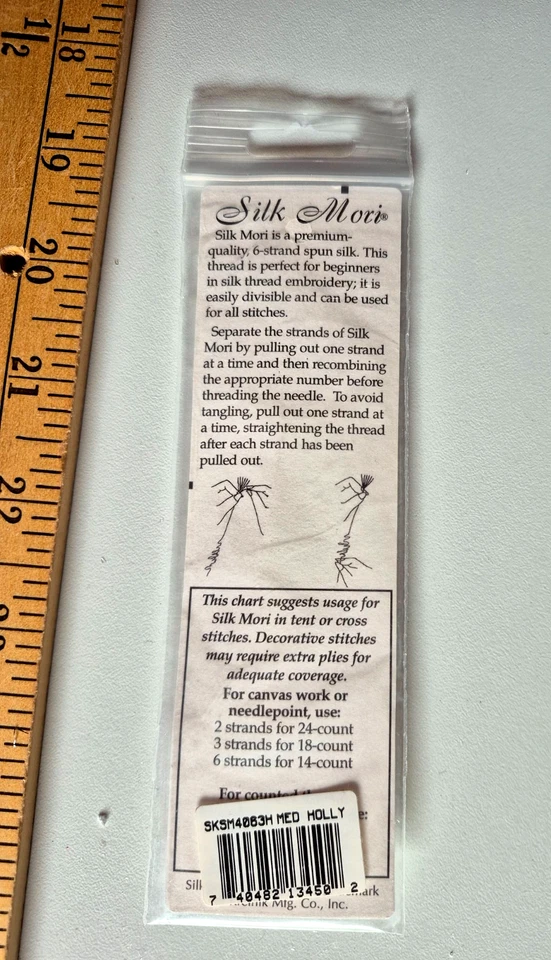 1/2
18
19
20
21
22
Silk Mori®
Silk Mori is a premium-
quality, 6-strand spun silk. This
thread is perfect for beginners
in silk thread embroidery; it is
easily divisible and can be used
for all stitches.
Separate the strands of Silk
Mori by pulling out one strand
at a time and then recombining
the appropriate number before
threading the needle. To avoid
tangling, pull out one strand at
a time, straightening the thread
after each strand has been
pulled out.
This chart suggests usage for
Silk Mori in tent or cross
stitches. Decorative stitches
may require extra plies for
adequate coverage.
For canvas work or
needlepoint, use:
2 strands for 24-count
3 strands for 18-count
6 strands for 14-count
For
SKSM4063H MED HOLLY
7 40482 13450 2
Mfg. Co., Inc.